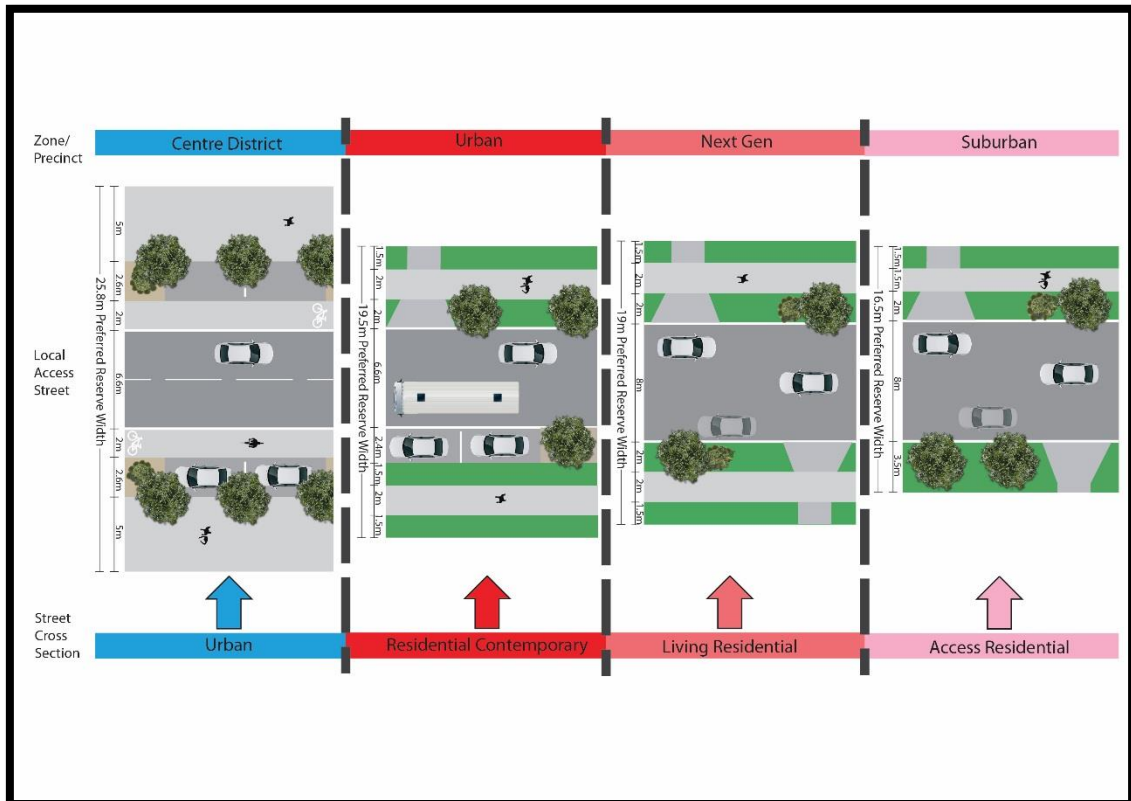 Zone/
Precinct
Centre District
Urban
Next Gen
Suburban
Local
Access
Street
25.8m Preferred Reserve Width
5m
2.6m
2m
6.6m
2m
2.6m
5m
19.5m Preferred Reserve Width
1.5m
2m
2m
6.6m
2.4m
1.5m
2m
1.5m
19m Preferred Reserve Width
1.5m
2m
2m
8m
2m
2m
1.5m
16.5m Preferred Reserve Width
1.5m
1.5m
2m
8m
3.5m
Street
Cross
Section
Urban
Residential Contemporary
Living Residential
Access Residential